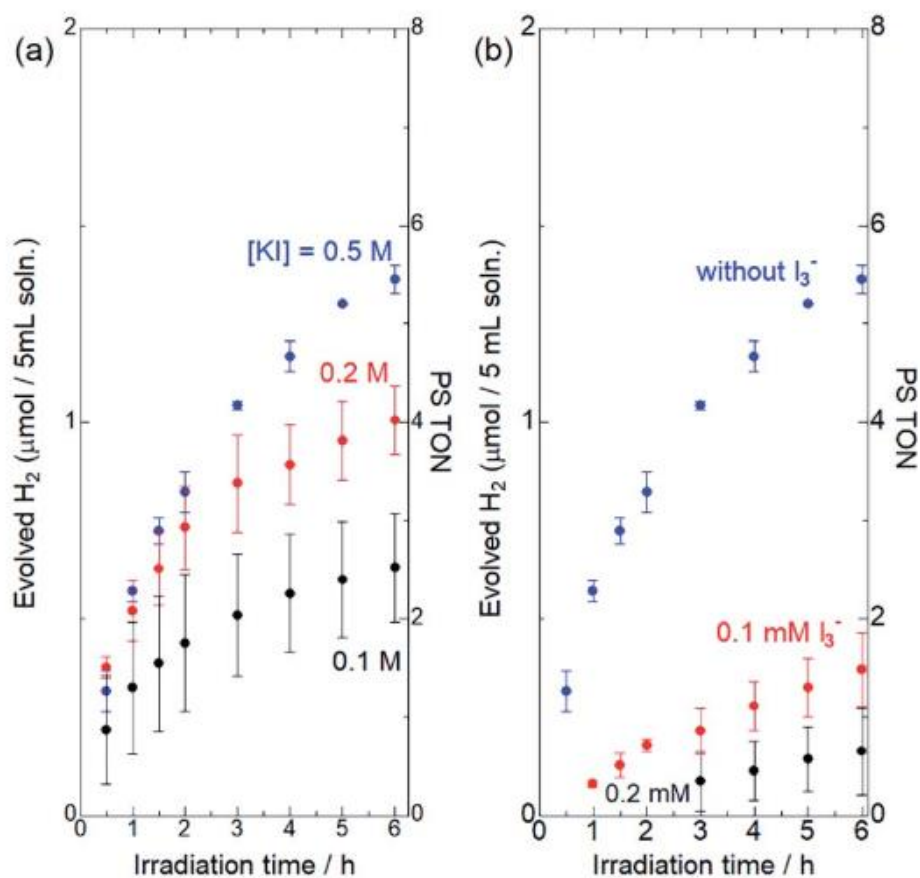 (a)
2
1
0
Evolved H₂ (μmol / 5mL soln.)
8
6
4
2
0
PS TON
[KI] = 0.5 M
0.2 M
0.1 M
0 1 2 3 4 5 6
Irradiation time / h
(b)
2
1
0
Evolved H₂ (μmol / 5 mL soln.)
8
6
4
2
0
PS TON
without I₃⁻
0.1 mM I₃⁻
0.2 mM
0 1 2 3 4 5 6
Irradiation time / h